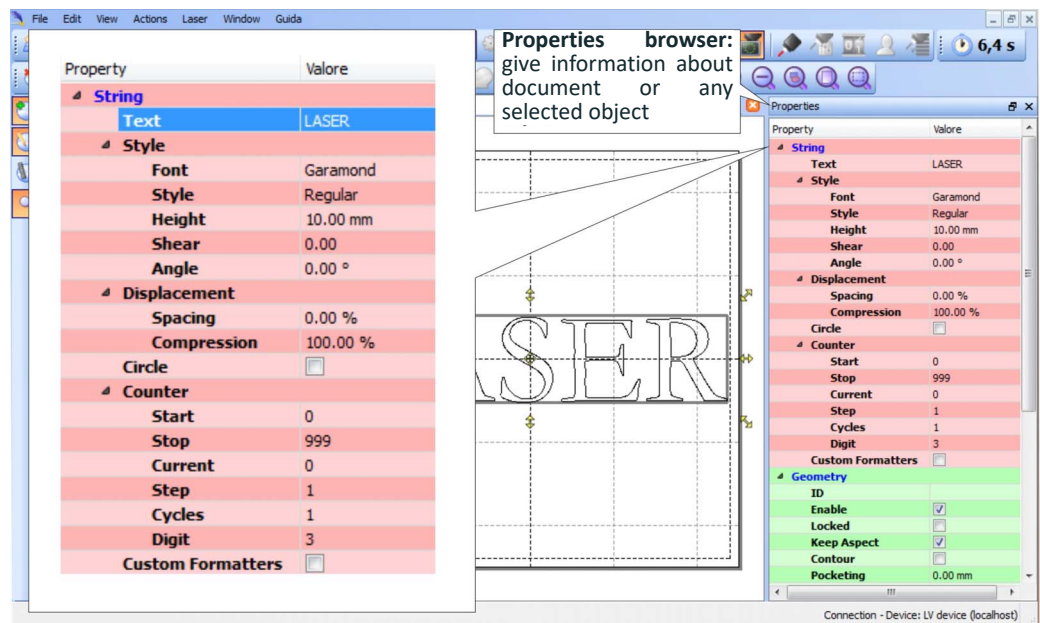 File Edit View Actions Laser Window Guida
6,4 s
Properties browser:
give information about
document or any
selected object
Property Valore
String
Text LASER
Style
Font Garamond
Style Regular
Height 10.00 mm
Shear 0.00
Angle 0.00 °
Displacement
Spacing 0.00 %
Compression 100.00 %
Circle
Counter
Start 0
Stop 999
Current 0
Step 1
Cycles 1
Digit 3
Custom Formatters
ASER
Properties
Property Valore
String
Text LASER
Style
Font Garamond
Style Regular
Height 10.00 mm
Shear 0.00
Angle 0.00 °
Displacement
Spacing 0.00 %
Compression 100.00 %
Circle
Counter
Start 0
Stop 999
Current 0
Step 1
Cycles 1
Digit 3
Custom Formatters
Geometry
ID
Enable
Locked
Keep Aspect
Contour
Pocketing 0.00 mm
Connection - Device: LV device (localhost)